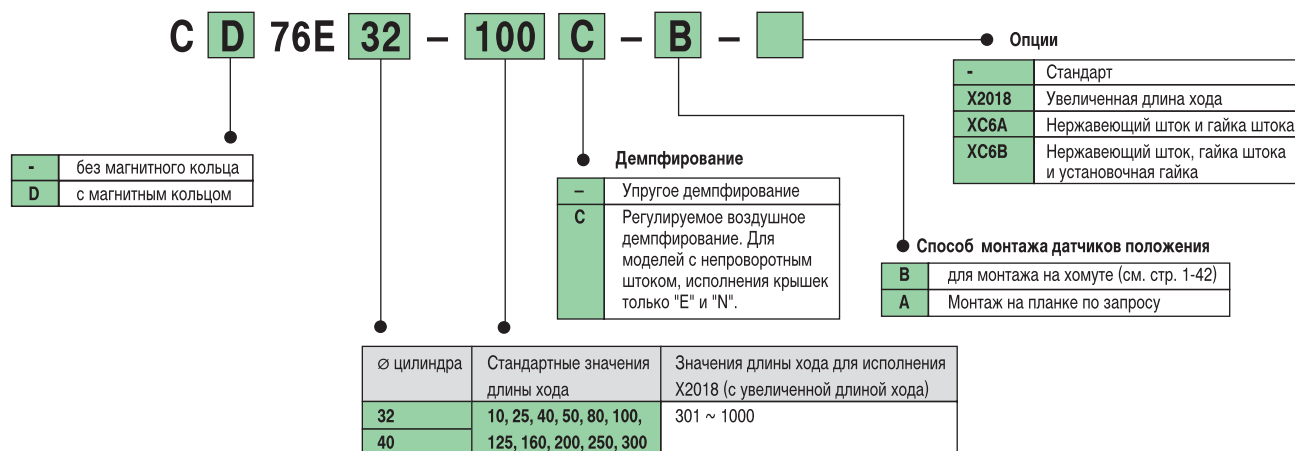 C D 76E 32 – 100 C – B –
Опции
- Стандарт
X2018 Увеличенная длина хода
XC6A Нержавеющий шток и гайка штока
XC6B Нержавеющий шток, гайка штока
и установочная гайка
- без магнитного кольца
D с магнитным кольцом
Демпфирование
– Упругое демпфирование
C Регулируемое воздушное
демпфирование. Для
моделей с непроворотным
штоком, исполнения крышек
только "E" и "N".
Способ монтажа датчиков положения
B для монтажа на хомуте (см. стр. 1-42)
A Монтаж на планке по запросу
⌀ цилиндра Стандартные значения Значения длины хода для исполнения
длины хода X2018 (с увеличенной длиной хода)
32 10, 25, 40, 50, 80, 100, 301 ~ 1000
40 125, 160, 200, 250, 300